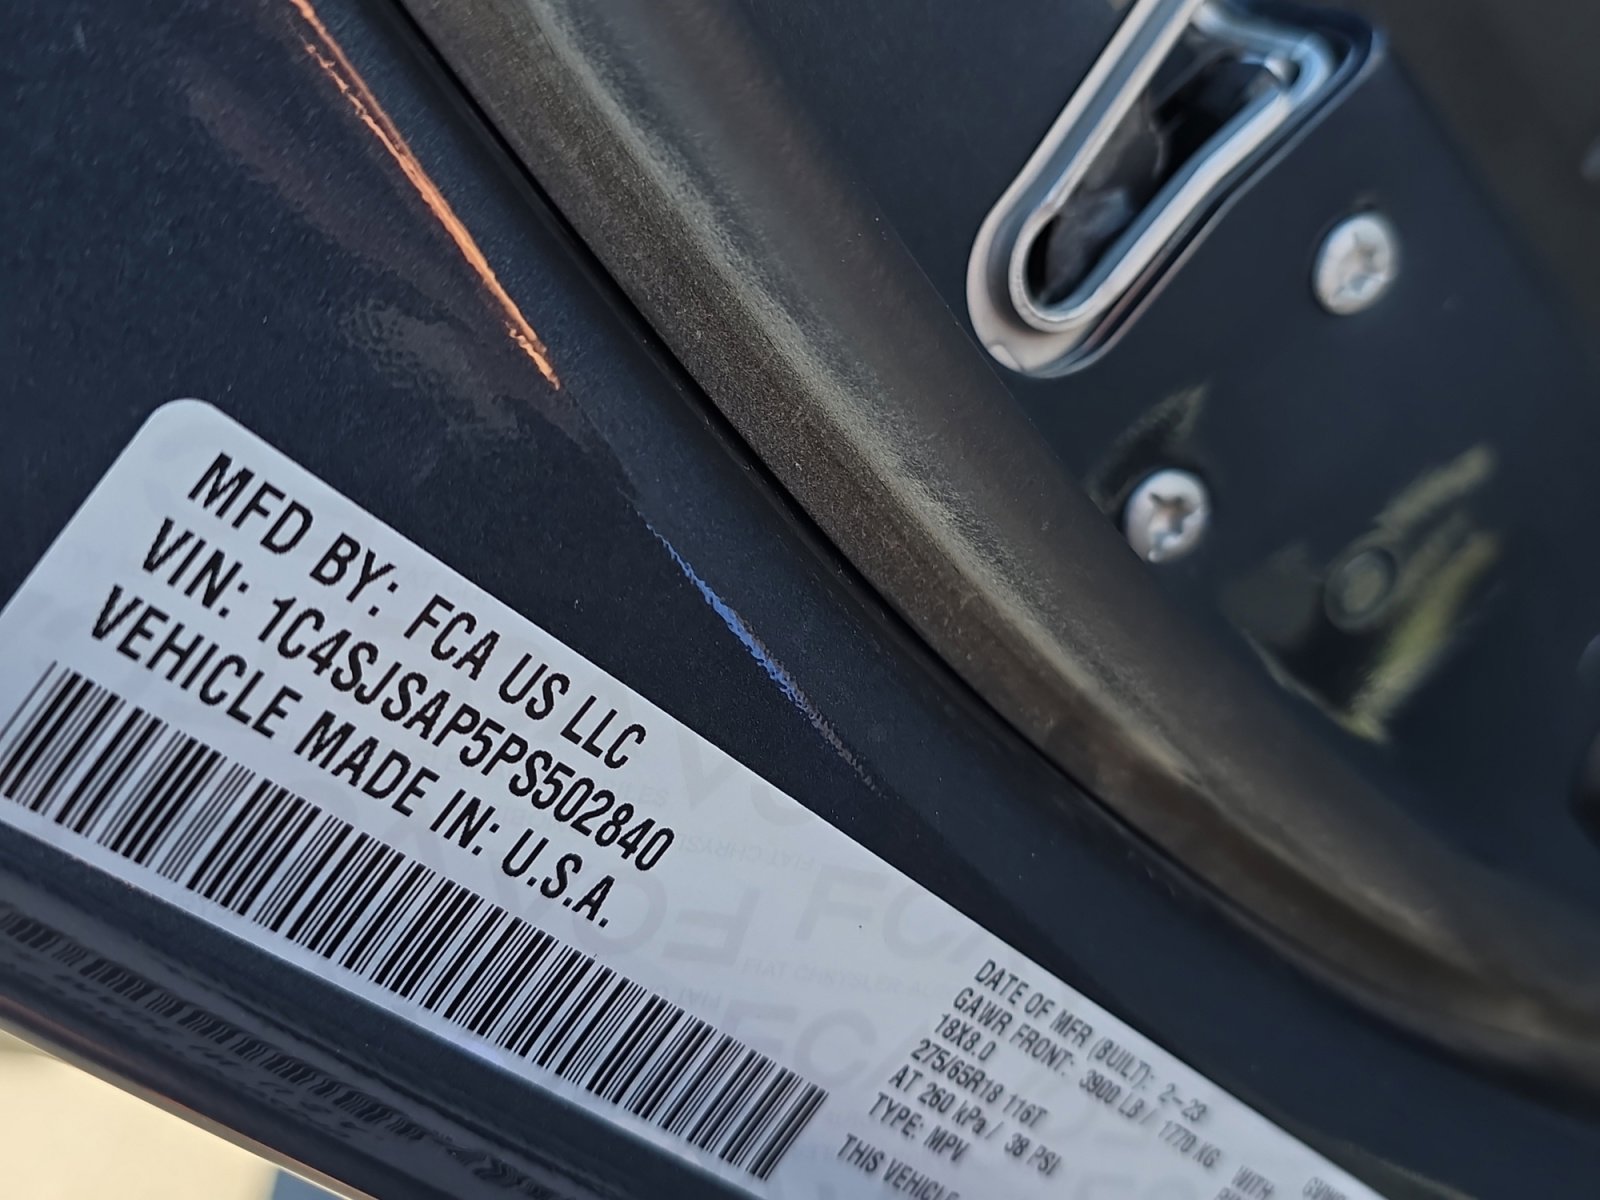 MFD BY: FCA US LLC
VIN: 1C4SJSAP5PS502840
VEHICLE MADE IN: U.S.A.
DATE OF MFR (BUILT): 2-23
GAWR FRONT: 3900 LB / 1770 KG
18X8.0
275/65R18 116T
AT 260 kPa / 38 PSI
TYPE: MPV
THIS VEHICLE
WITH